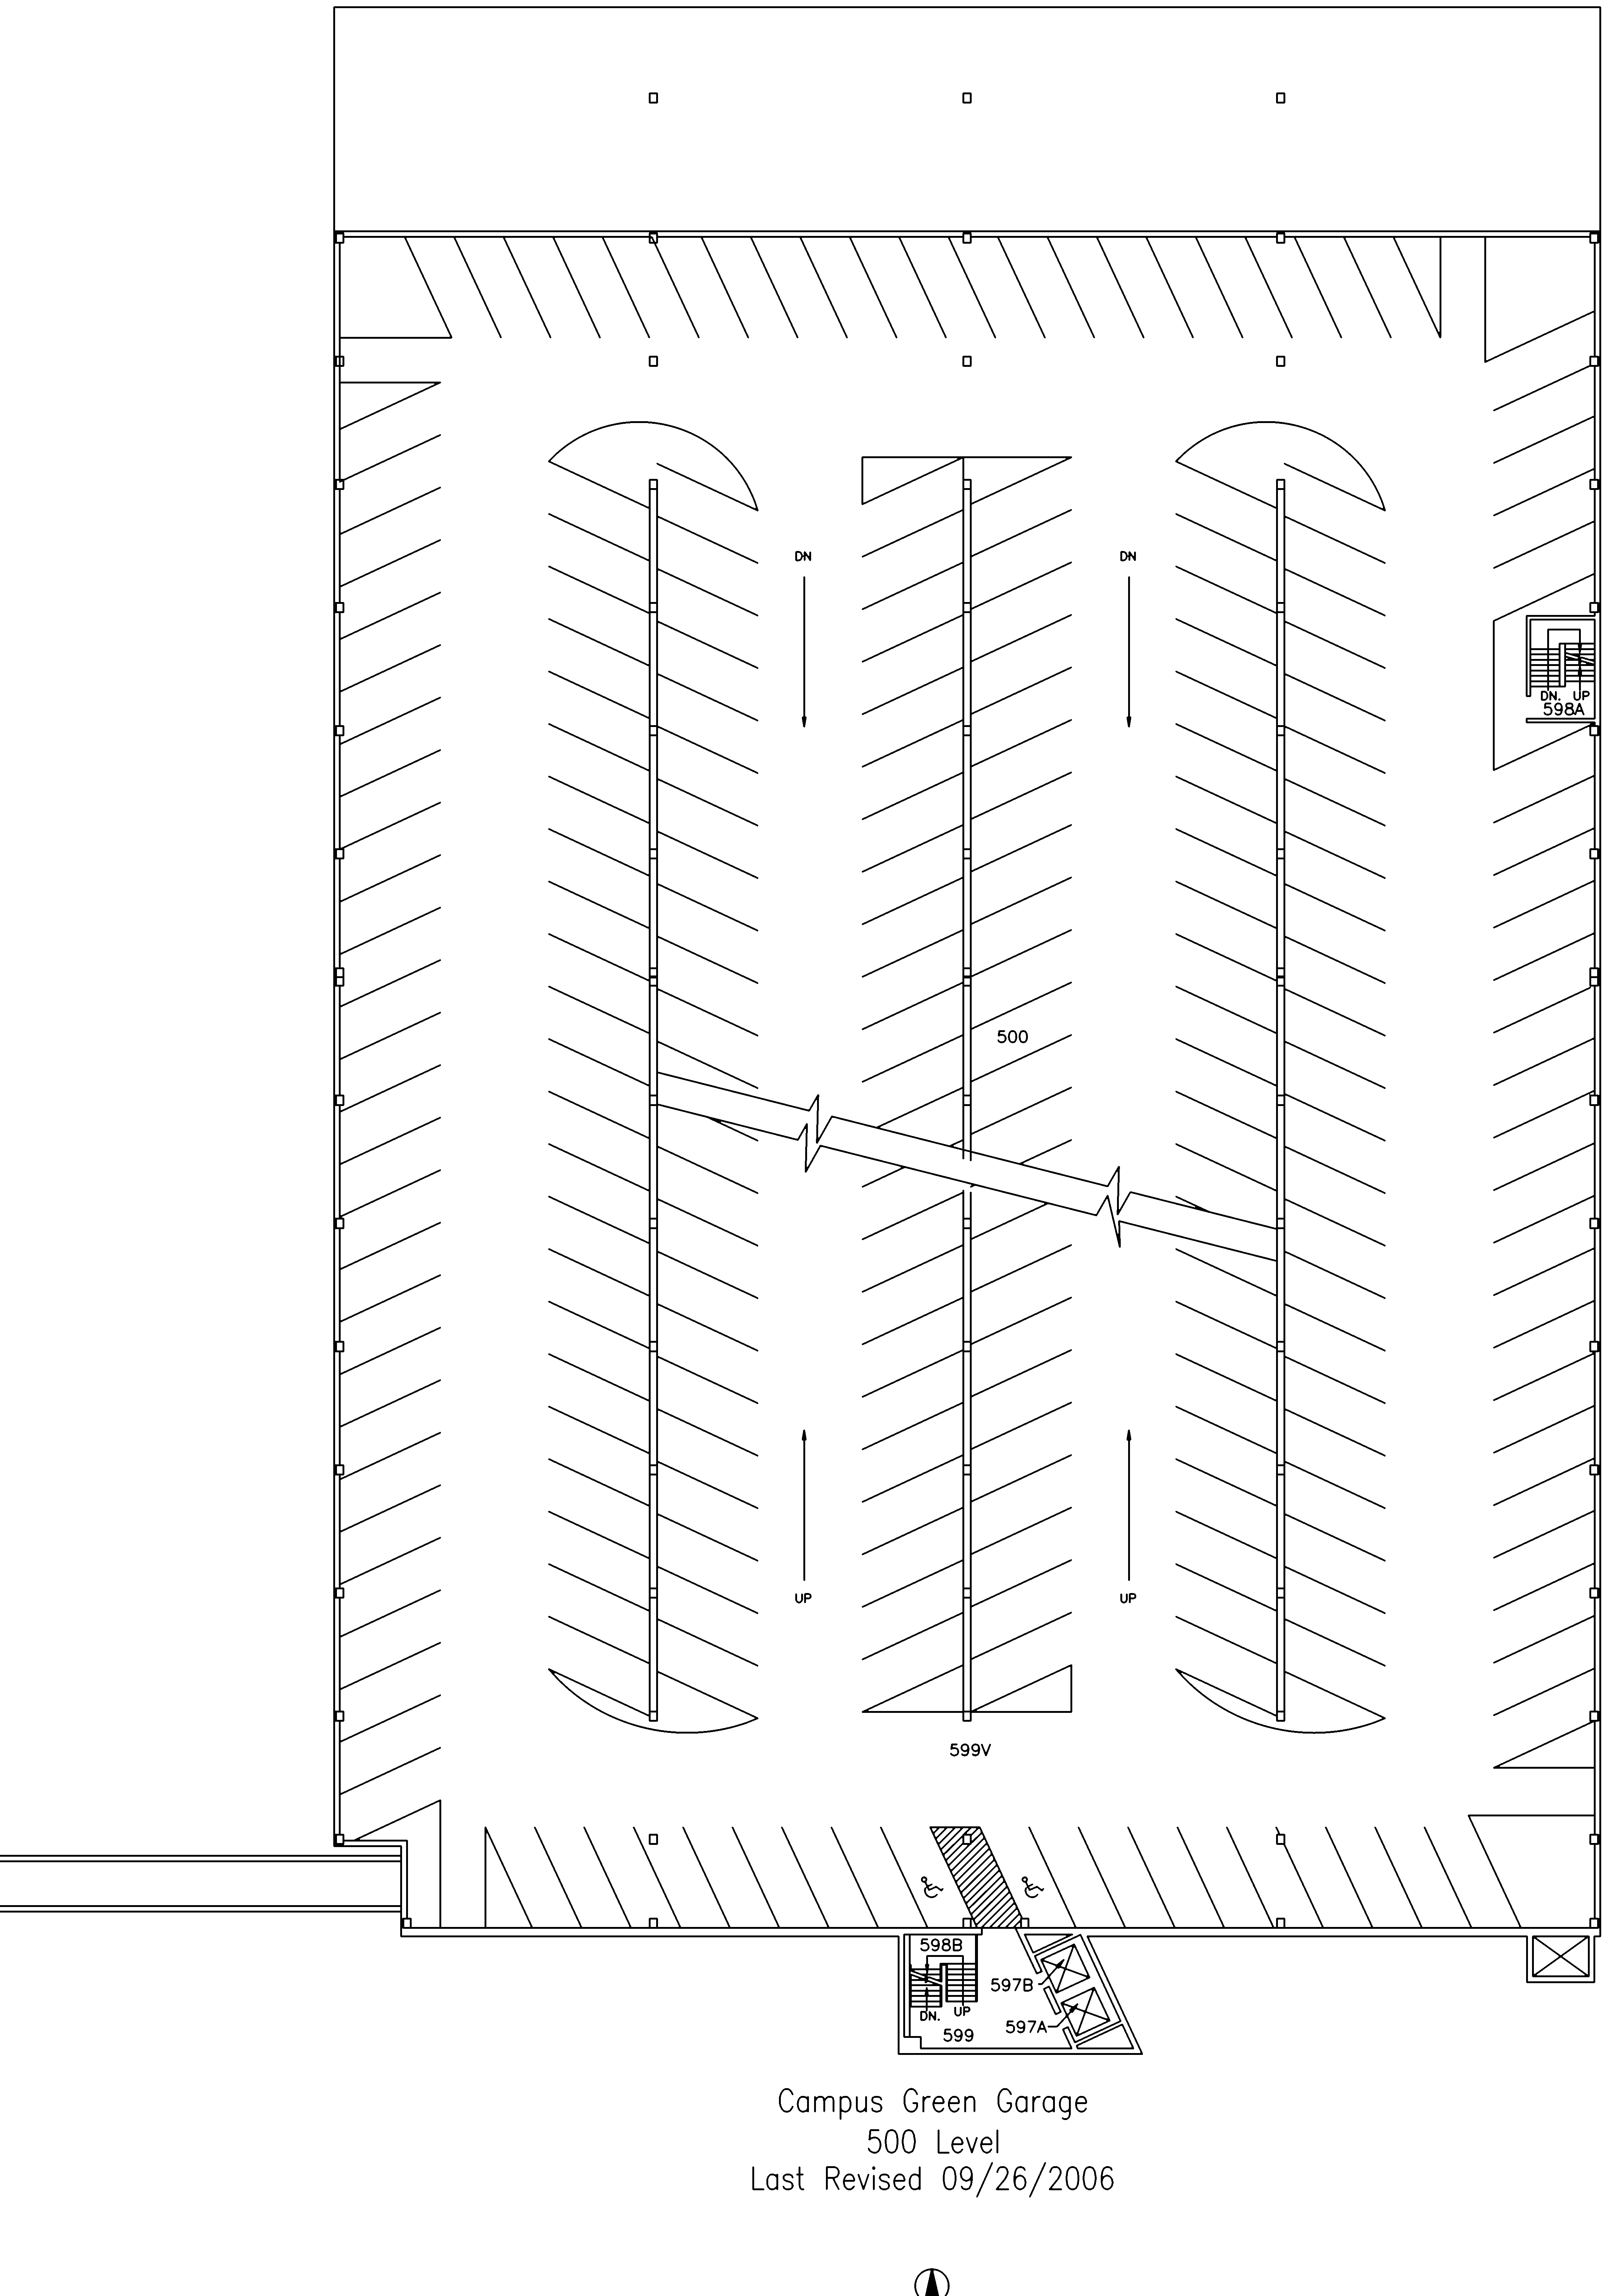 DN
DN
DN. UP
598A
500
UP
UP
599V
598B
597B
DN. UP
597A
599
Campus Green Garage
500 Level
Last Revised 09/26/2006